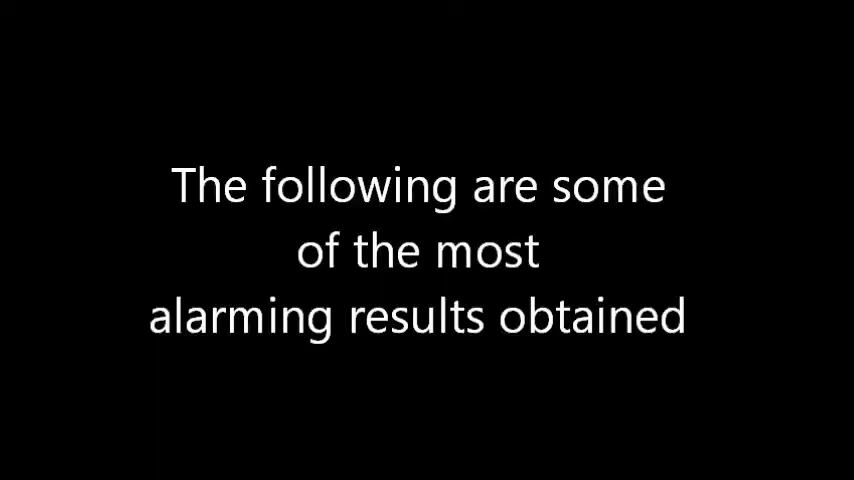 The following are some
of the most
alarming results obtained